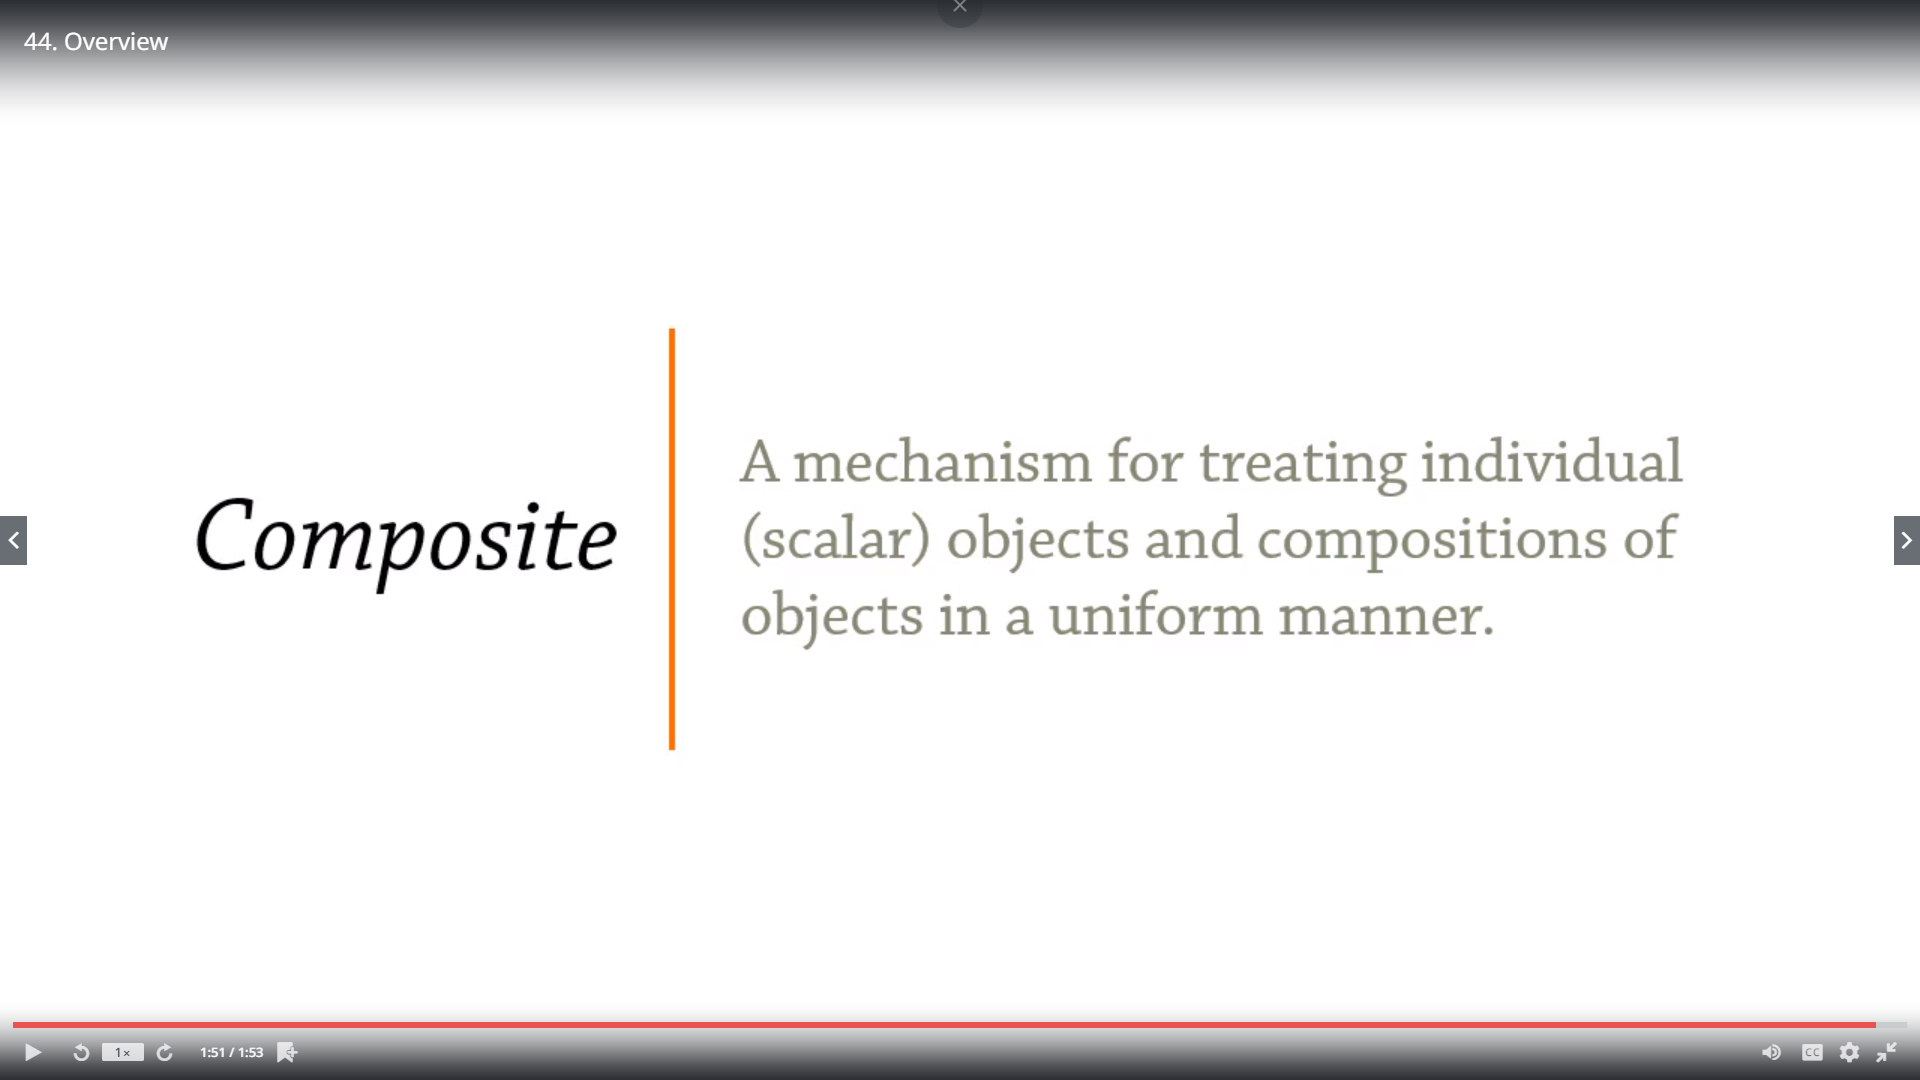 44. Overview
Composite
A mechanism for treating individual
(scalar) objects and compositions of
objects in a uniform manner.
1×
1:51 / 1:53
CC